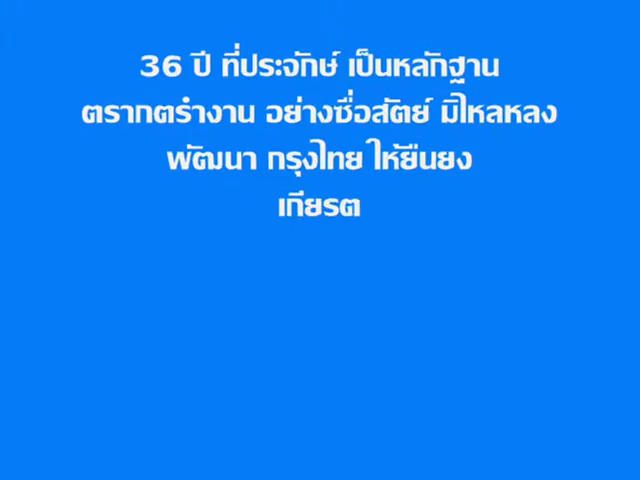 36 ปี ที่ประจักษ์ เป็นหลักฐาน
ตรากตรำงาน อย่างซื่อสัตย์ มิไหลหลง
พัฒนา กรุงไทย ให้ยืนยง
เกียรต